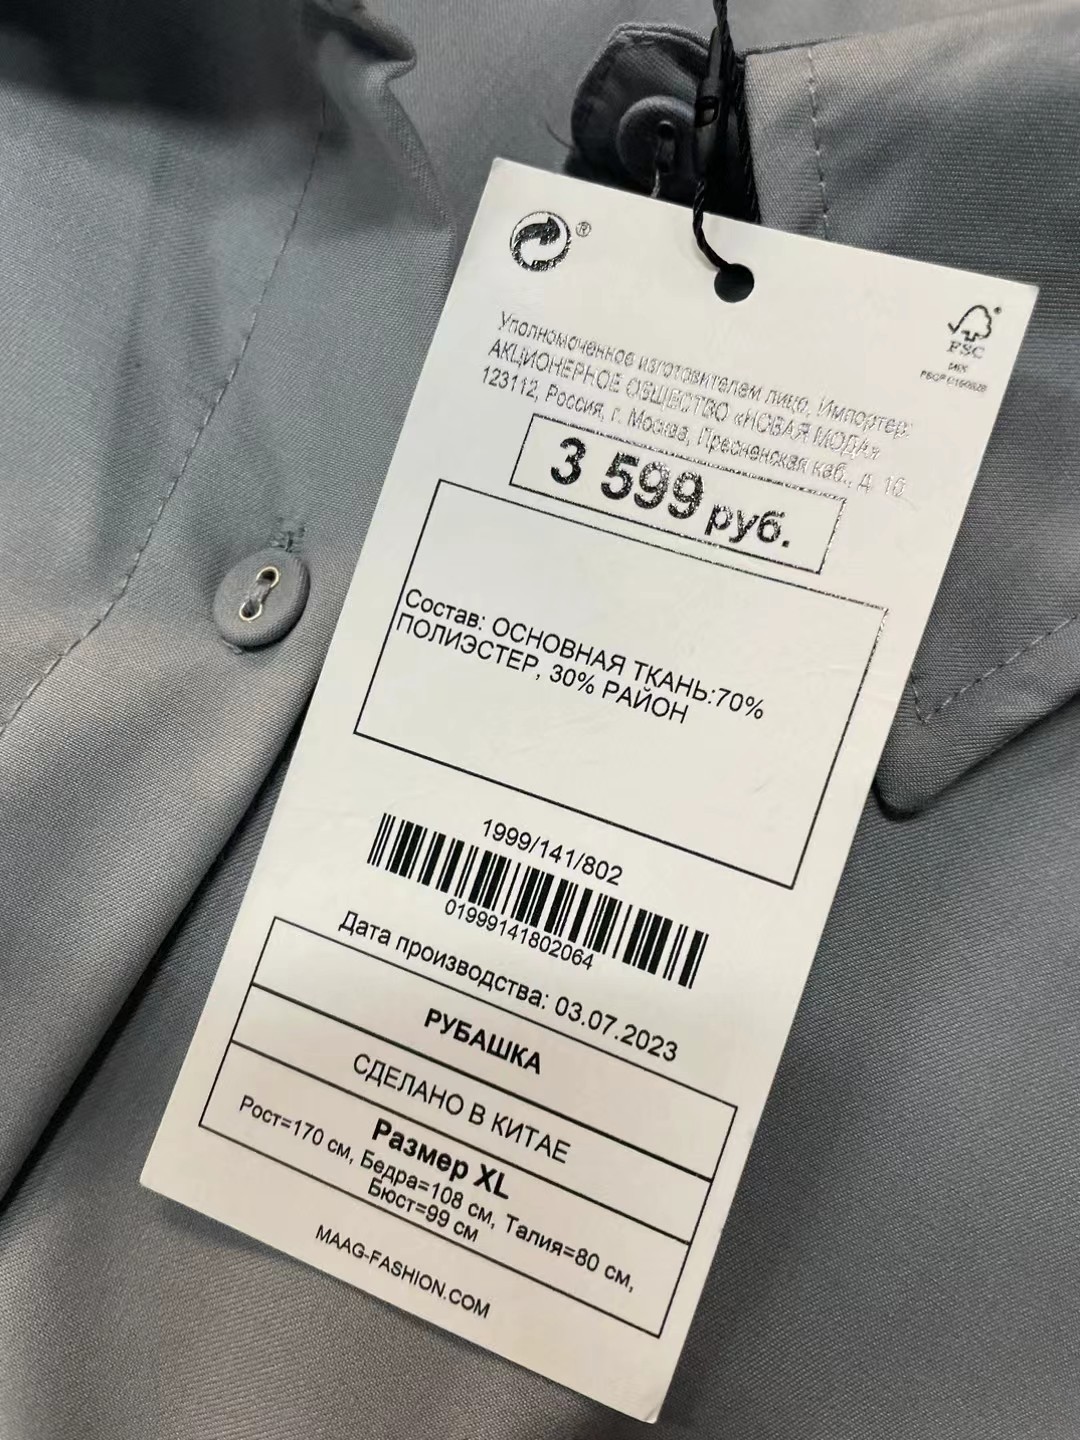 ®
Уполномоченное изготовителем лицо, Импортер:
АКЦИОНЕРНОЕ ОБЩЕСТВО «НОВАЯ МОДА»
123112, Россия, г. Москва, Пресненская наб., д. 10
FSC
MIX
3 599 руб.
Состав: ОСНОВНАЯ ТКАНЬ:70%
ПОЛИЭСТЕР, 30% РАЙОН
1999/141/802
01999141802064
Дата производства: 03.07.2023
РУБАШКА
СДЕЛАНО В КИТАЕ
Размер XL
Рост=170 см, Бедра=108 см, Талия=80 см,
Бюст=99 см
MAAG-FASHION.COM